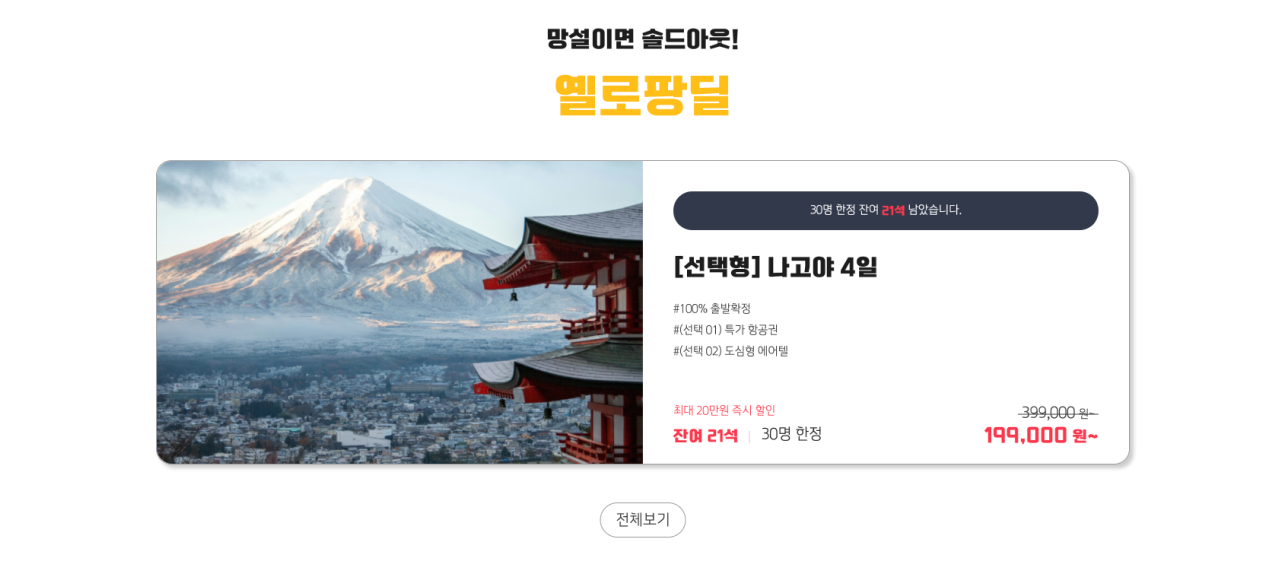 망설이면 솔드아웃!
옐로팡딜
30명 한정 잔여 21석 남았습니다.
[선택형] 나고야 4일
#100% 출발확정
#(선택 01) 특가 항공권
#(선택 02) 도심형 에어텔
최대 20만원 즉시 할인
399,000 원~
잔여 21석 | 30명 한정
199,000 원~
전체보기